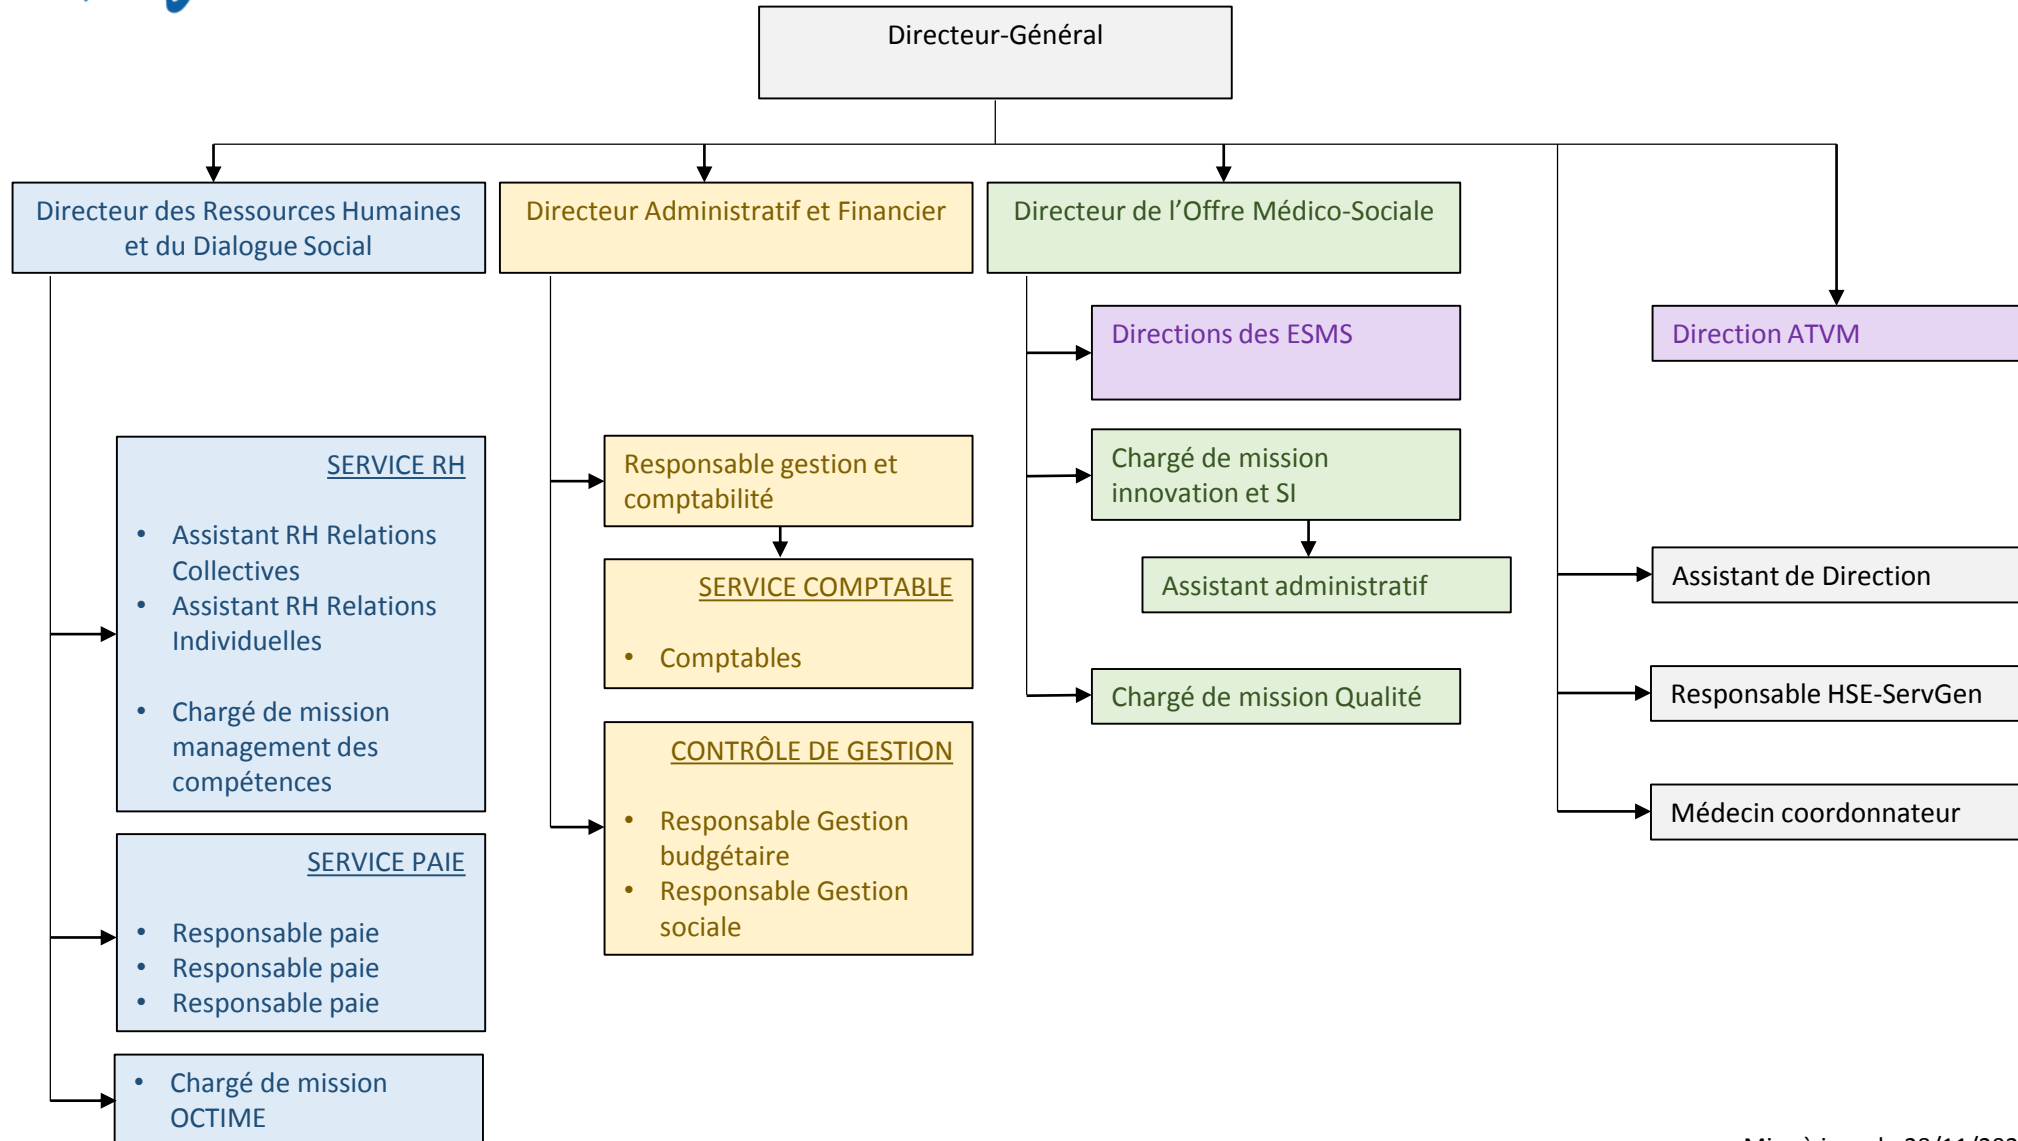 Directeur-Général
Directeur des Ressources Humaines
et du Dialogue Social
Directeur Administratif et Financier
Directeur de l’Offre Médico-Sociale
Directions des ESMS
Direction ATVM
SERVICE RH
• Assistant RH Relations
Collectives
• Assistant RH Relations
Individuelles
• Chargé de mission
management des
compétences
SERVICE PAIE
• Responsable paie
• Responsable paie
• Responsable paie
• Chargé de mission
OCTIME
Responsable gestion et
comptabilité
SERVICE COMPTABLE
• Comptables
CONTRÔLE DE GESTION
• Responsable Gestion
budgétaire
• Responsable Gestion
sociale
Chargé de mission
innovation et SI
Assistant administratif
Chargé de mission Qualité
Assistant de Direction
Responsable HSE-ServGen
Médecin coordonnateur